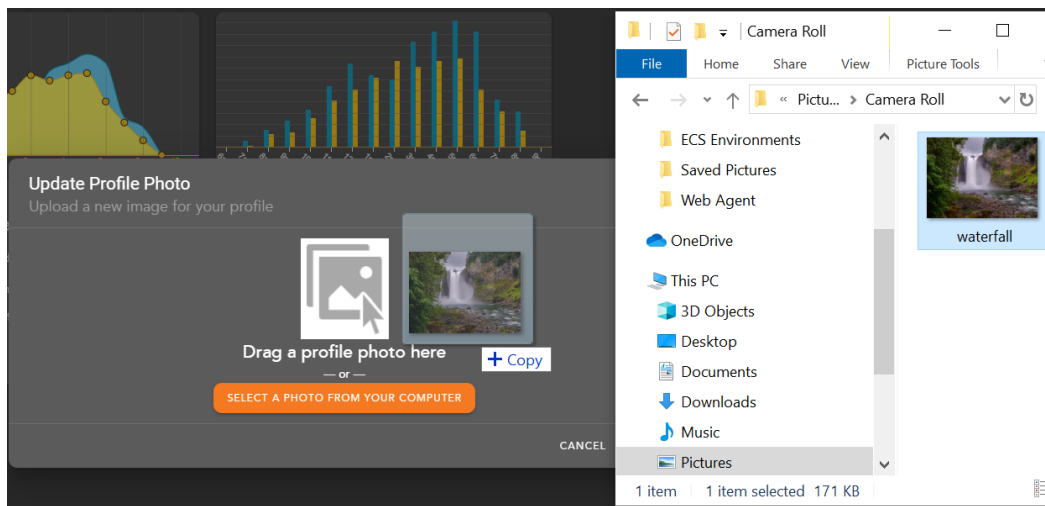 Update Profile Photo
Upload a new image for your profile
Drag a profile photo here
— or —
SELECT A PHOTO FROM YOUR COMPUTER
CANCEL
+ Copy
Camera Roll
File Home Share View Picture Tools
« Pictu... > Camera Roll
ECS Environments
Saved Pictures
Web Agent
OneDrive
This PC
3D Objects
Desktop
Documents
Downloads
Music
Pictures
waterfall
1 item 1 item selected 171 KB